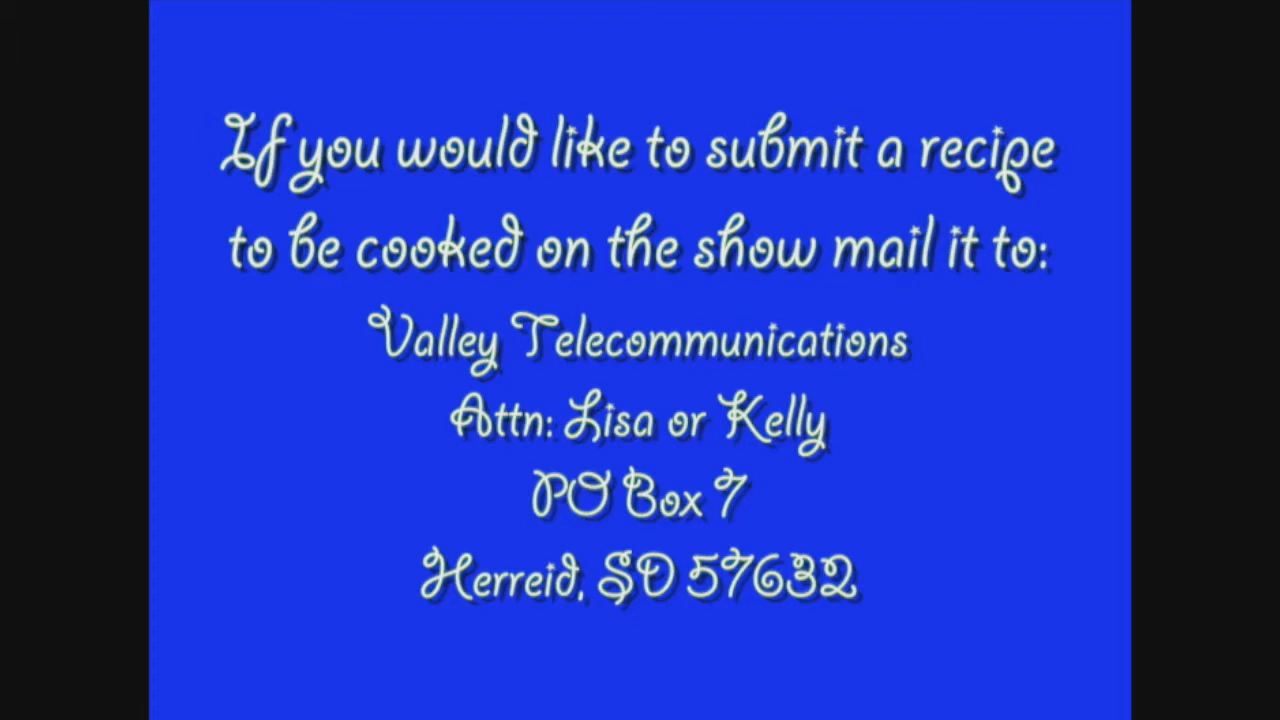 If you would like to submit a recipe
to be cooked on the show mail it to:
Valley Telecommunications
Attn: Lisa or Kelly
PO Box 7
Herreid, SD 57632